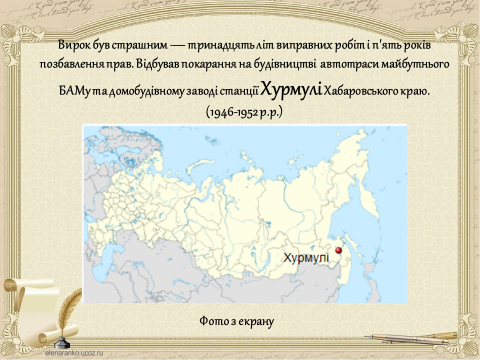 Вирок був страшним — тринадцять літ виправних робіт і п'ять років
позбавлення прав. Відбував покарання на будівництві автотраси майбутнього
БАМу та домобудівному заводі станції Хурмулі Хабаровського краю.
(1946-1952 р.р.)
Хурмулі
Фото з екрану
elenaranko.ucoz.ru